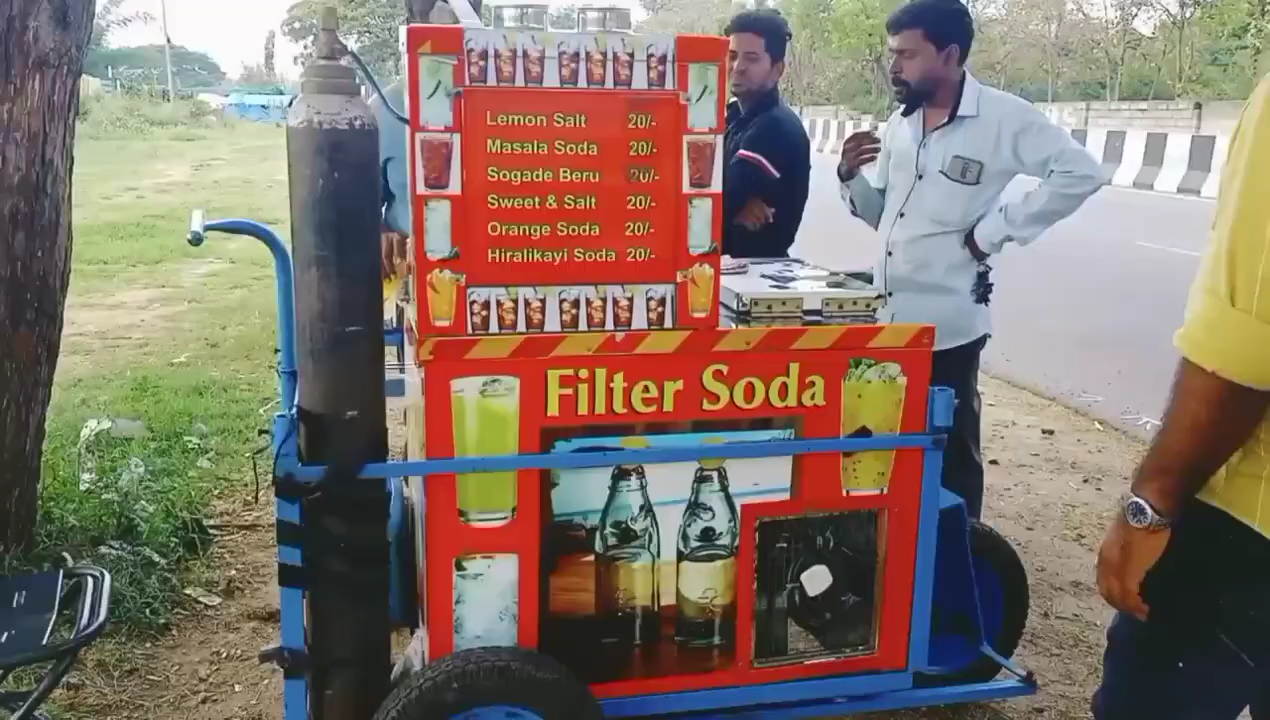 Lemon Salt 20/-
Masala Soda 20/-
Sogade Beru 20/-
Sweet & Salt 20/-
Orange Soda 20/-
Hiralikayi Soda 20/-
Filter Soda